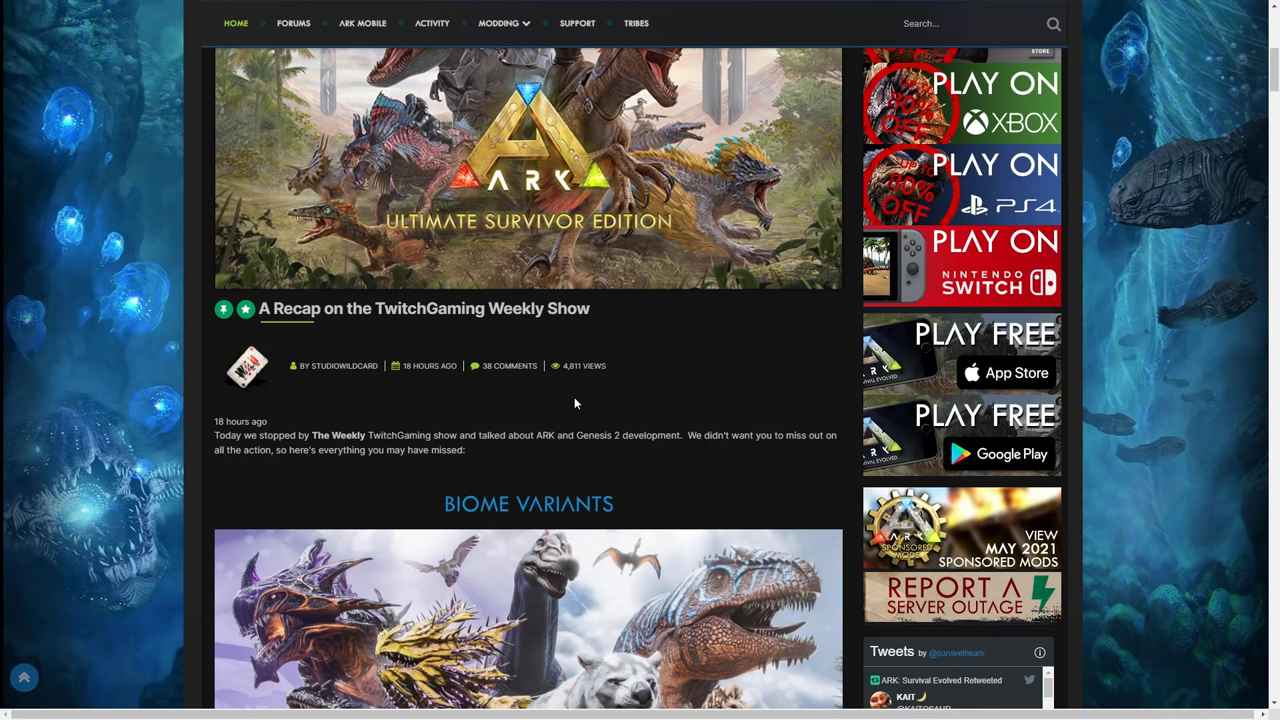 HOME
FORUMS
ARK MOBILE
ACTIVITY
MODDING
SUPPORT
TRIBES
Search...
ARK
ULTIMATE SURVIVOR EDITION
A Recap on the TwitchGaming Weekly Show
BY STUDIOWILDCARD
18 HOURS AGO
38 COMMENTS
4,811 VIEWS
18 hours ago
Today we stopped by The Weekly TwitchGaming show and talked about ARK and Genesis 2 development. We didn't want you to miss out on
all the action, so here's everything you may have missed:
BIOME VARIANTS
STORE
PLAY ON
XBOX
PLAY ON
PS4
PLAY ON
NINTENDO
SWITCH
PLAY FREE
App Store
PLAY FREE
Google Play
ARK
SPONSORED
MODS
VIEW
MAY 2021
SPONSORED MODS
REPORT A
SERVER OUTAGE
Tweets by @survivetheark
ARK: Survival Evolved Retweeted
KAIT